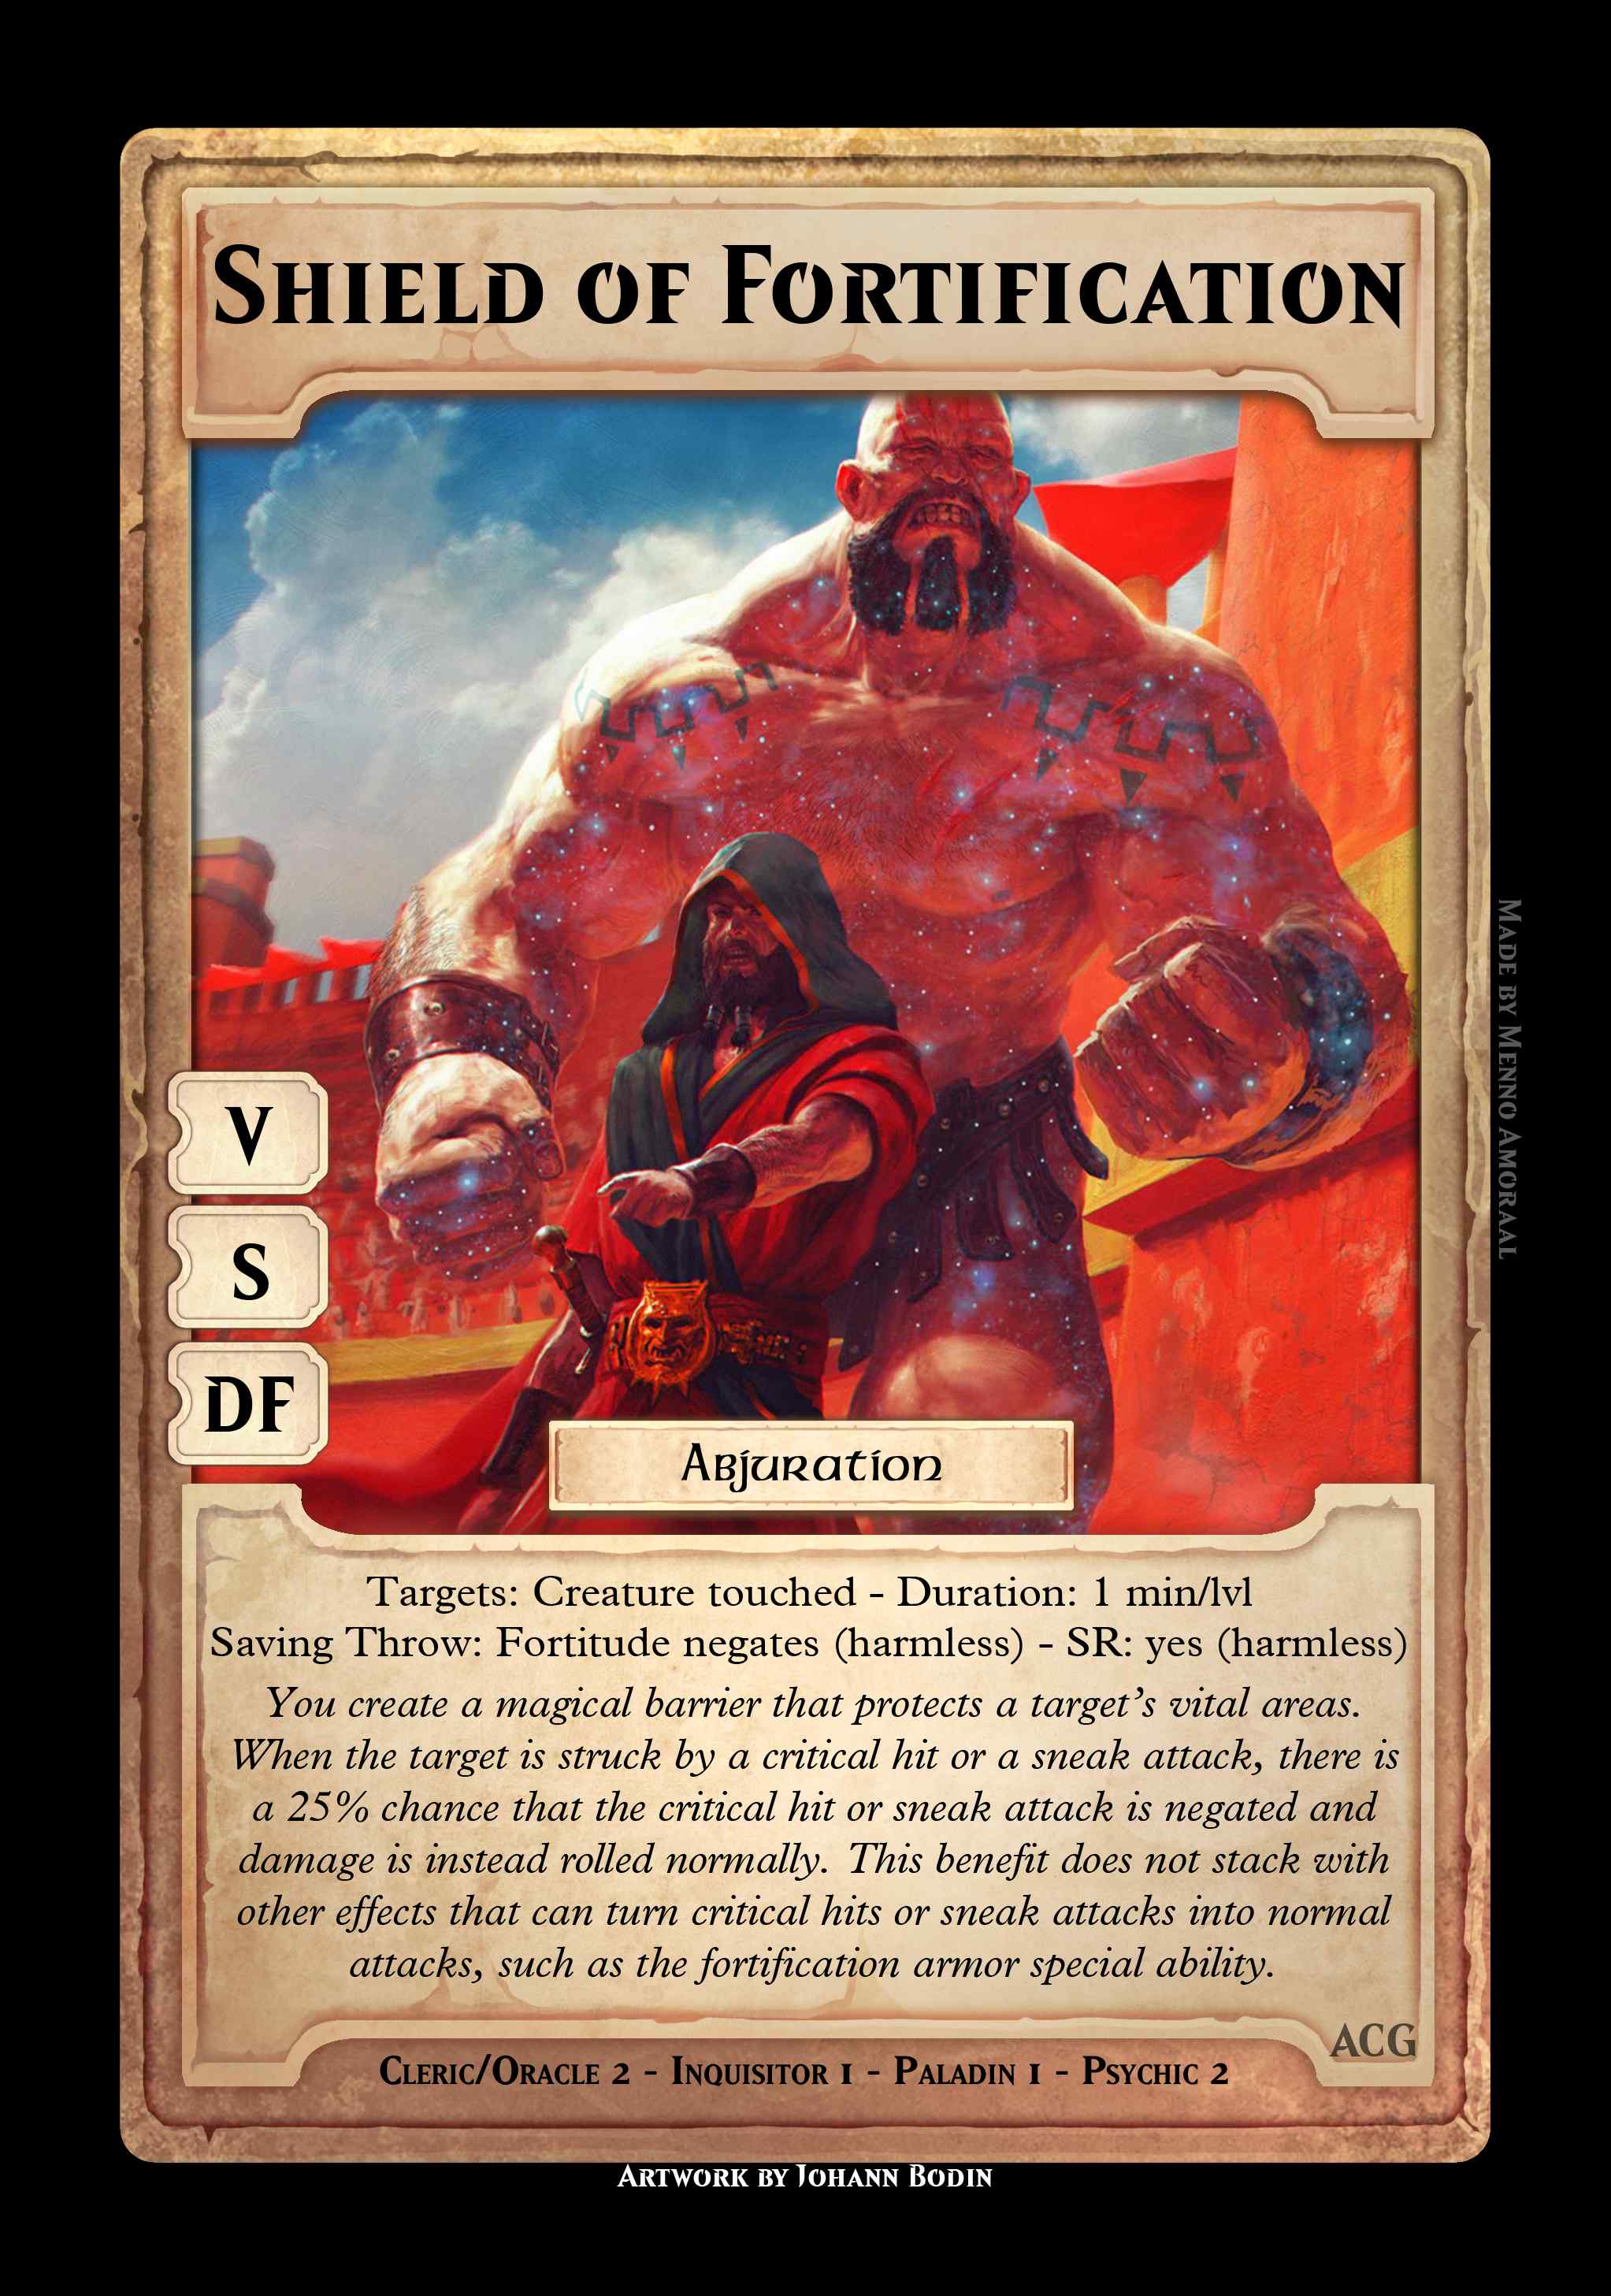 Shield of Fortification
V
S
DF
Abjuration
Targets: Creature touched - Duration: 1 min/lvl
Saving Throw: Fortitude negates (harmless) - SR: yes (harmless)
You create a magical barrier that protects a target's vital areas.
When the target is struck by a critical hit or a sneak attack, there is
a 25% chance that the critical hit or sneak attack is negated and
damage is instead rolled normally. This benefit does not stack with
other effects that can turn critical hits or sneak attacks into normal
attacks, such as the fortification armor special ability.
ACG
Cleric/Oracle 2 - Inquisitor 1 - Paladin 1 - Psychic 2
Artwork by Johann Bodin
Made by Menno Amoraal